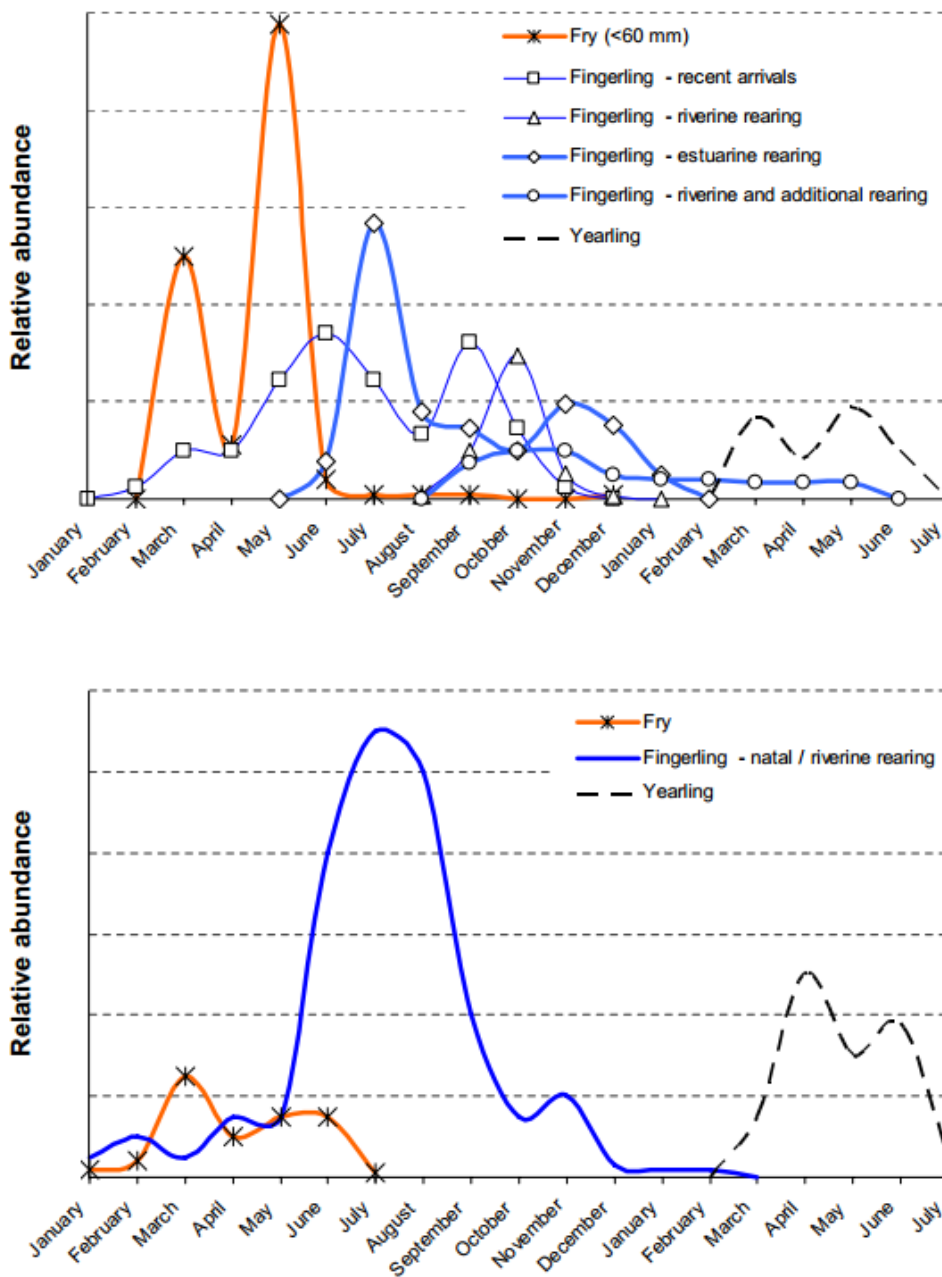 Relative abundance
Fry (<60 mm)
Fingerling - recent arrivals
Fingerling - riverine rearing
Fingerling - estuarine rearing
Fingerling - riverine and additional rearing
Yearling
January
February
March
April
May
June
July
August
September
October
November
December
January
February
March
April
May
June
July
Relative abundance
Fry
Fingerling - natal / riverine rearing
Yearling
January
February
March
April
May
June
July
August
September
October
November
December
January
February
March
April
May
June
July